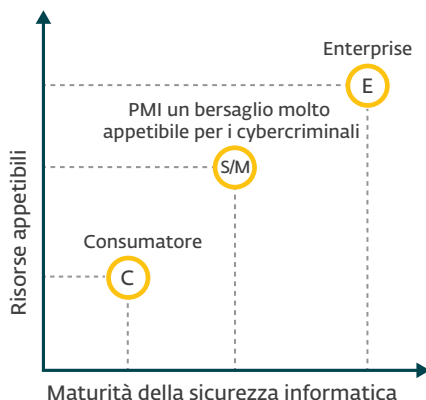 Enterprise
E
PMI un bersaglio molto
appetibile per i cybercriminali
S/M
Consumatore
C
Risorse appetibili
Maturità della sicurezza informatica